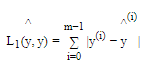 ^ m-1 ^(i)
L₁(y, y) = Σ |y⁽ⁱ⁾ - y |
i=0